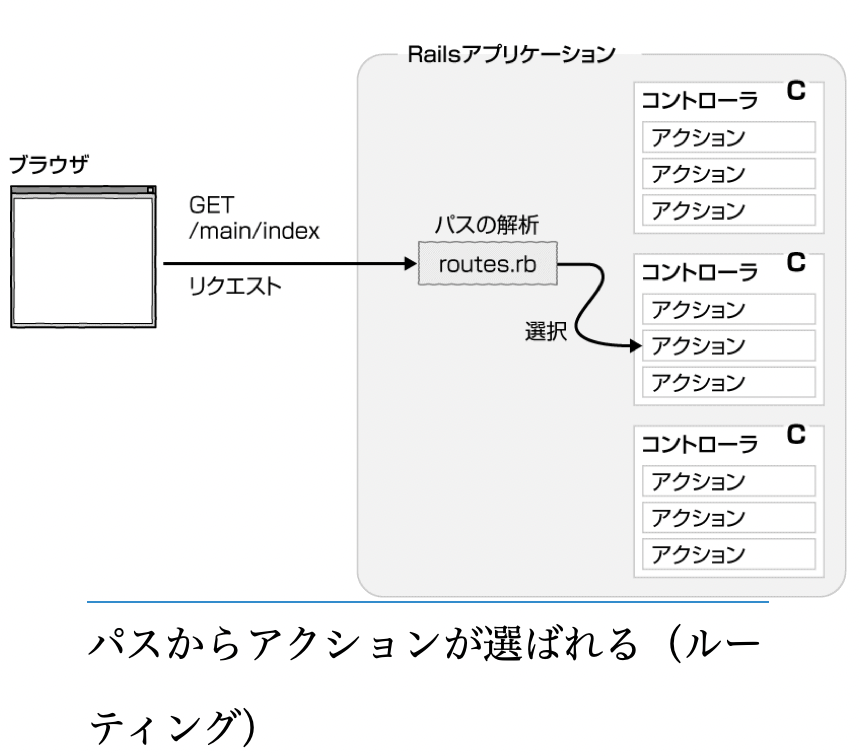 Railsアプリケーション
ブラウザ
GET
/main/index
リクエスト
パスの解析
routes.rb
選択
コントローラ C
アクション
アクション
アクション
コントローラ C
アクション
アクション
アクション
コントローラ C
アクション
アクション
アクション
パスからアクションが選ばれる（ルー
ティング）